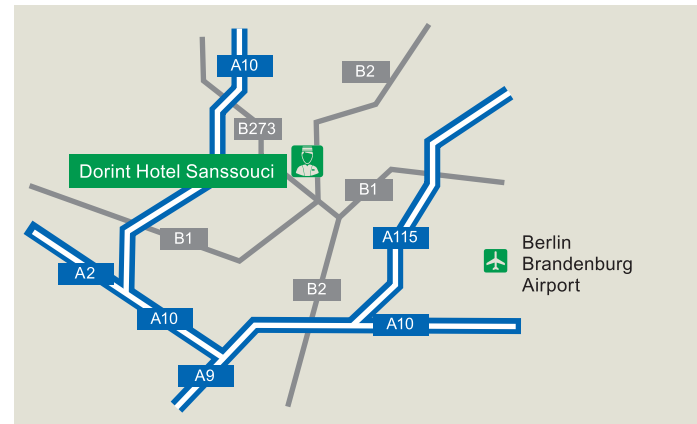 A10
B2
B273
Dorint Hotel Sanssouci
B1
B1
A115
Berlin
Brandenburg
Airport
A2
B2
A10
A10
A9